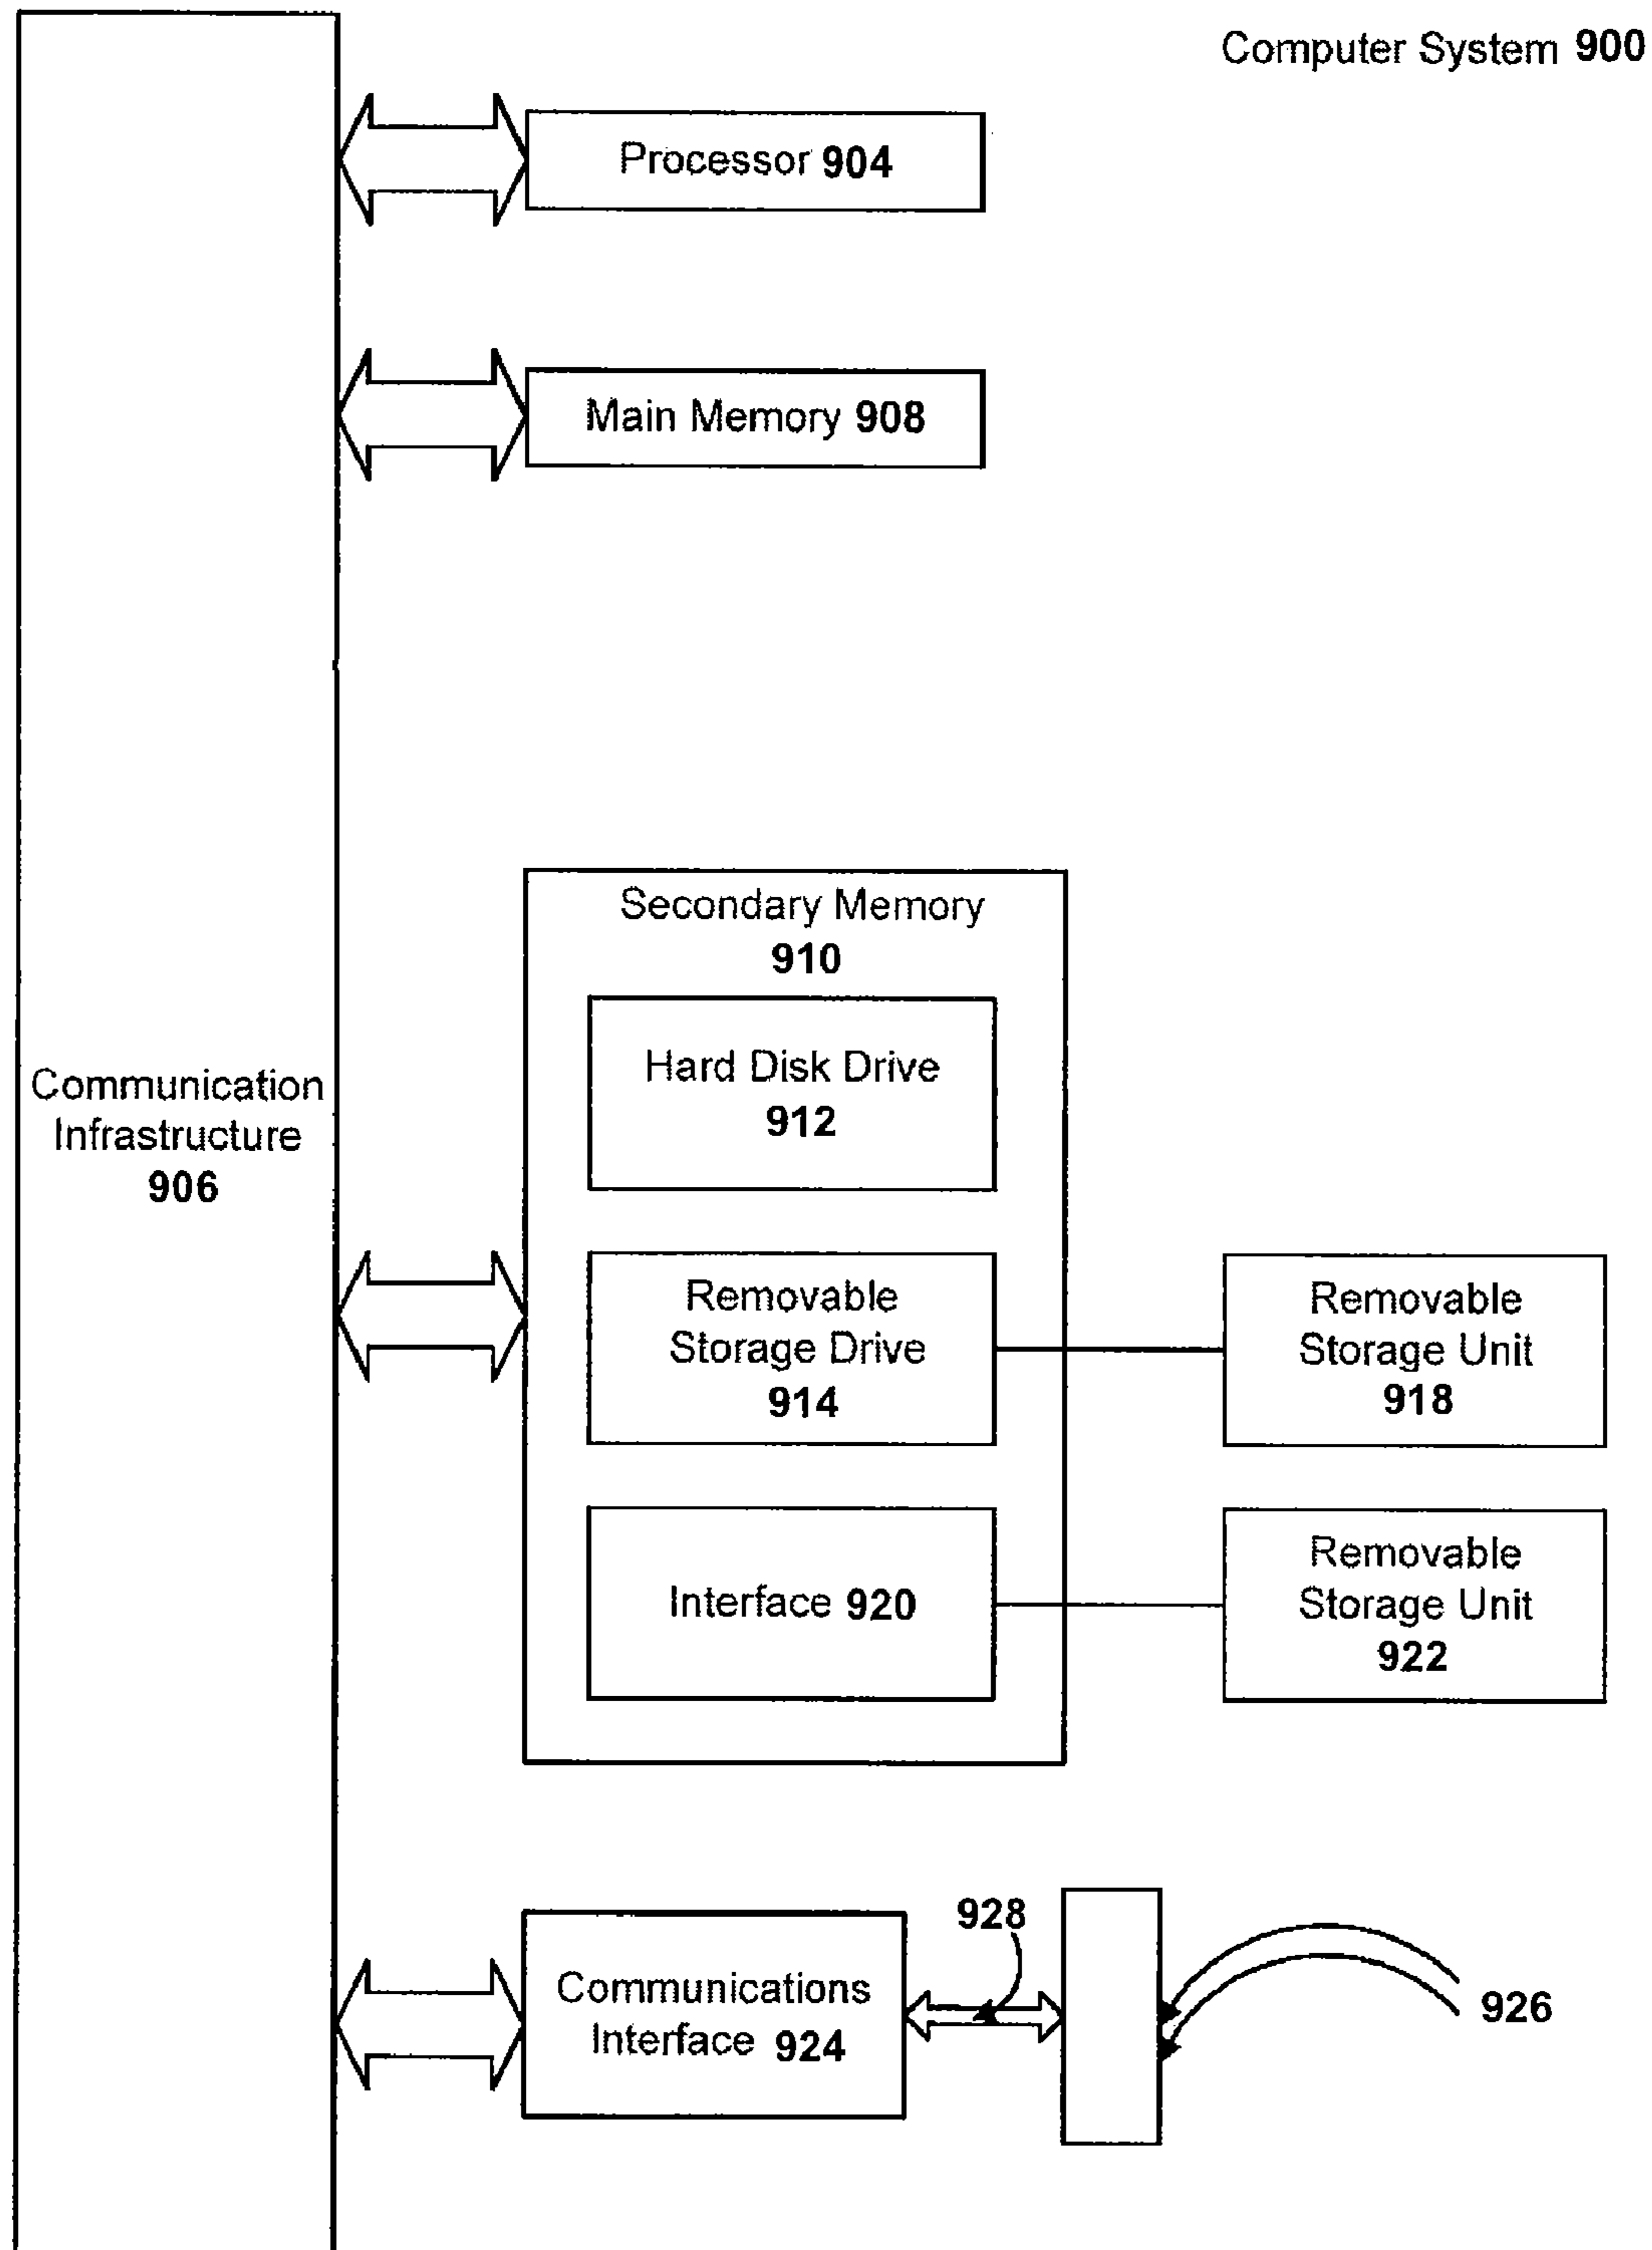 Computer System 900
Processor 904
Main Memory 908
Secondary Memory
910
Hard Disk Drive
912
Communication
Infrastructure
906
Removable
Storage Drive
914
Removable
Storage Unit
918
Interface 920
Removable
Storage Unit
922
928
Communications
Interface 924
926